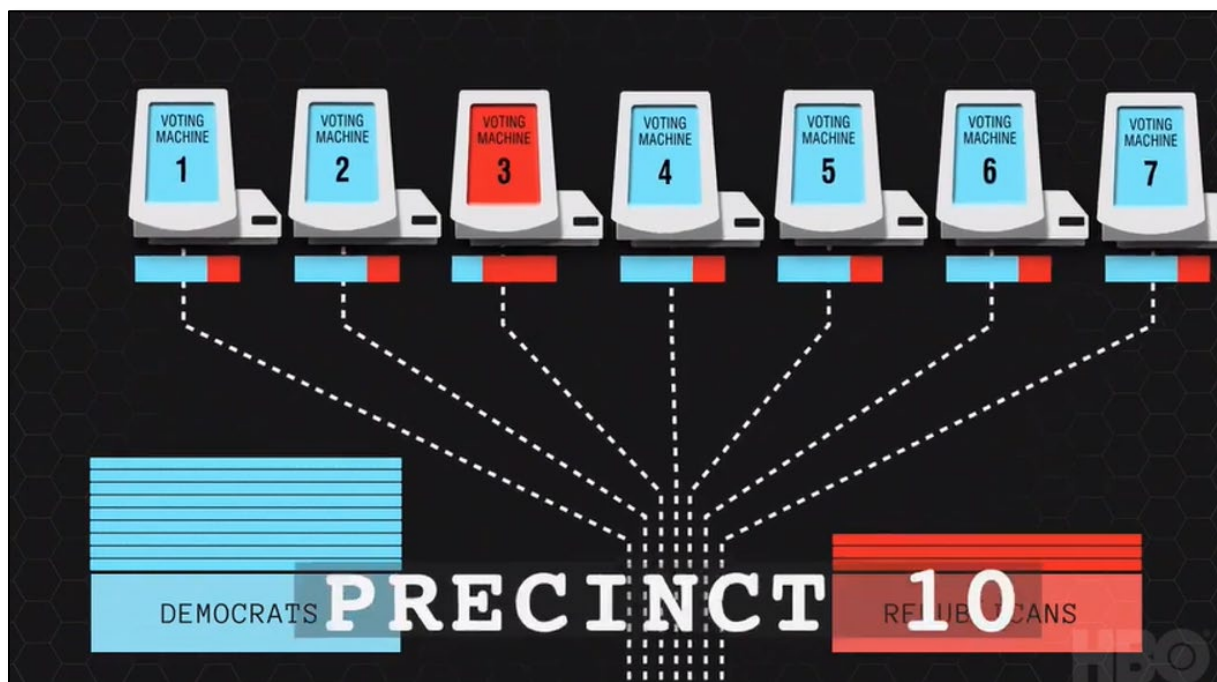 VOTING
MACHINE
1
VOTING
MACHINE
2
VOTING
MACHINE
3
VOTING
MACHINE
4
VOTING
MACHINE
5
VOTING
MACHINE
6
VOTING
MACHINE
7
DEMOCRATS
PRECINCT 10
REPUBLICANS
HBO